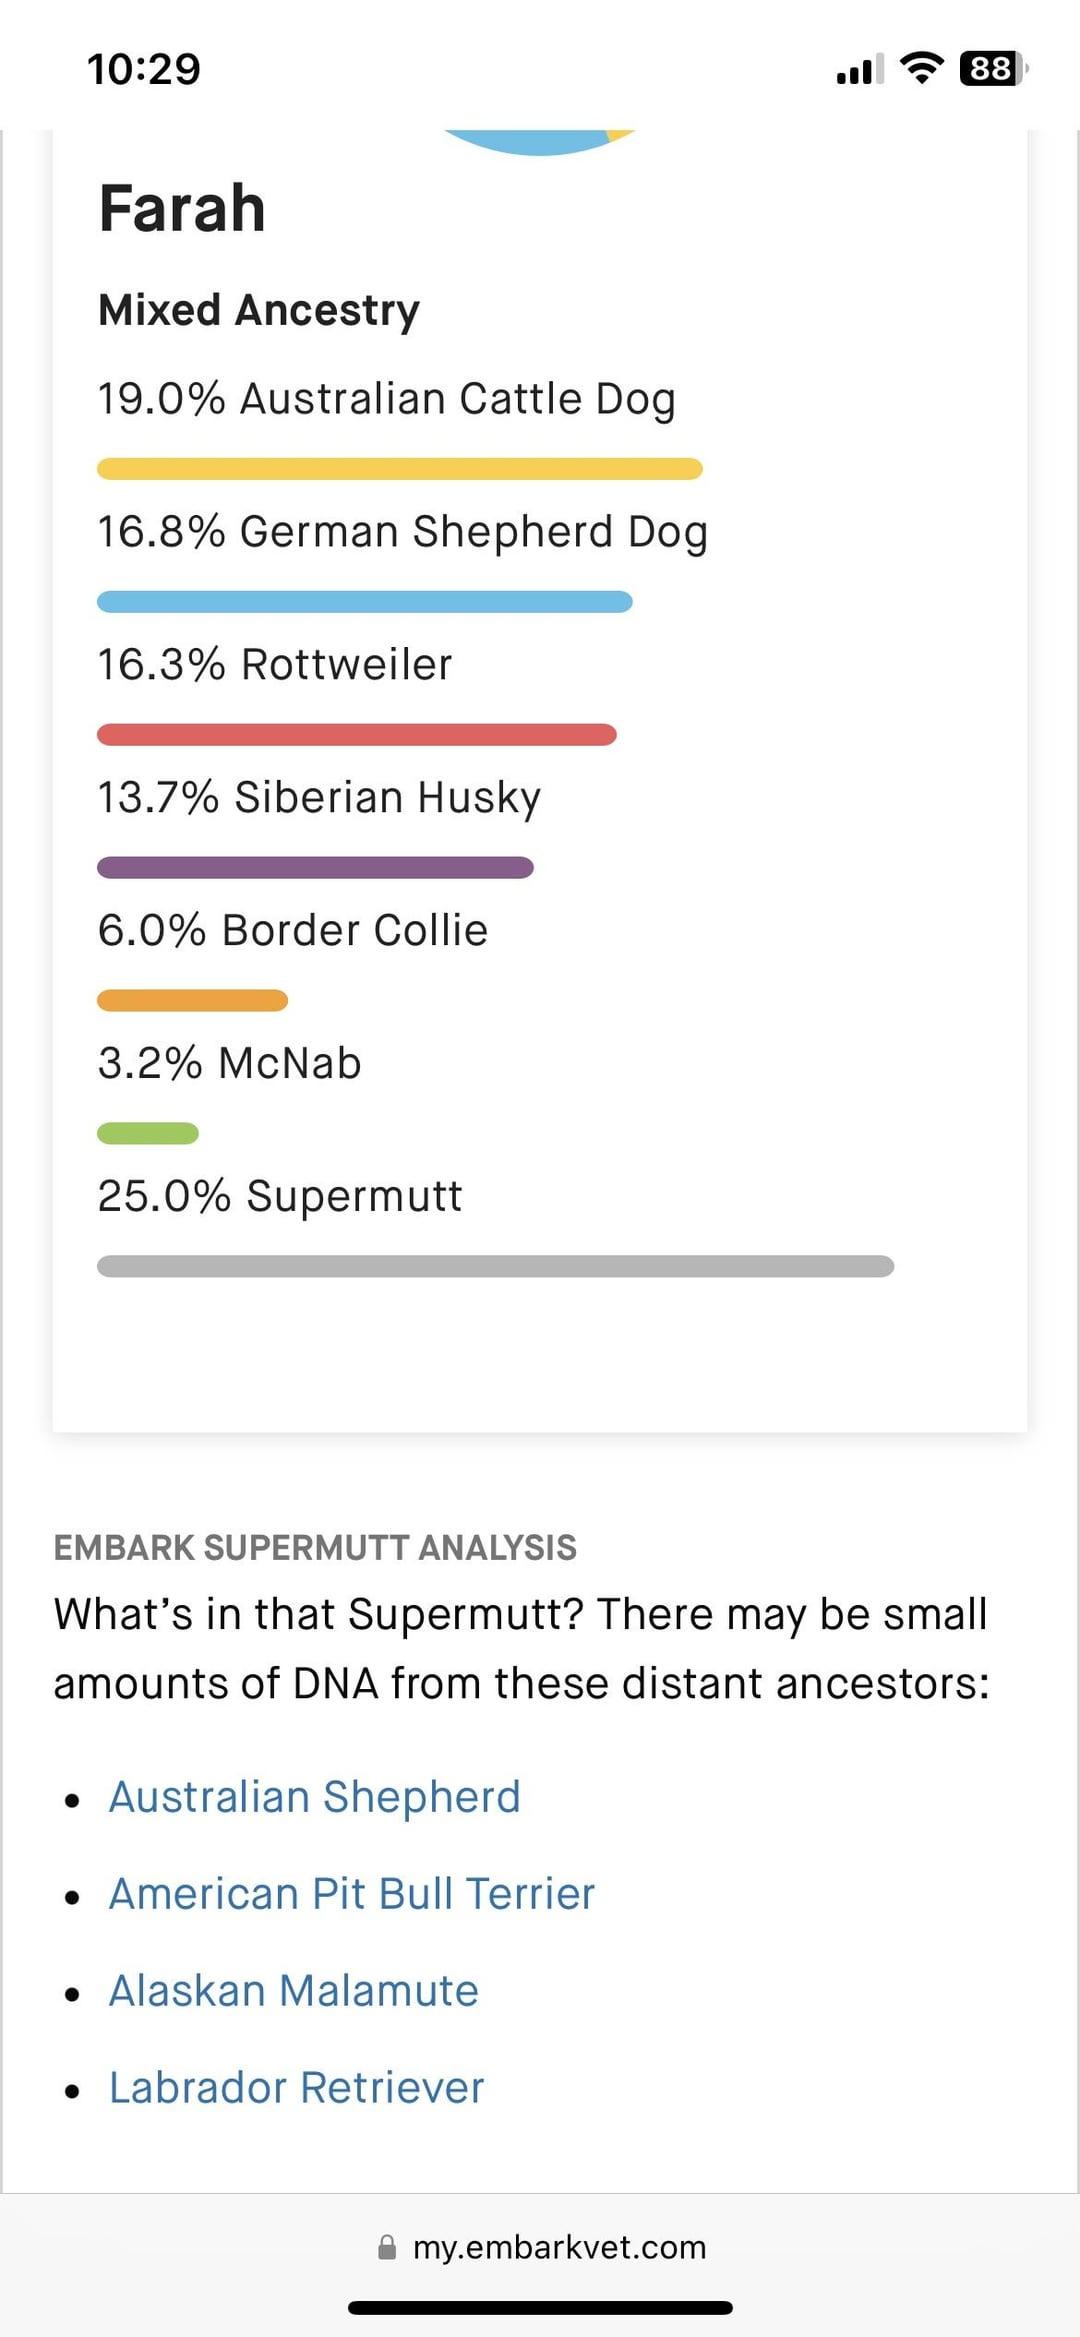 10:29
88
Farah
Mixed Ancestry
19.0% Australian Cattle Dog
16.8% German Shepherd Dog
16.3% Rottweiler
13.7% Siberian Husky
6.0% Border Collie
3.2% McNab
25.0% Supermutt
EMBARK SUPERMUTT ANALYSIS
What’s in that Supermutt? There may be small
amounts of DNA from these distant ancestors:
• Australian Shepherd
• American Pit Bull Terrier
• Alaskan Malamute
• Labrador Retriever
my.embarkvet.com